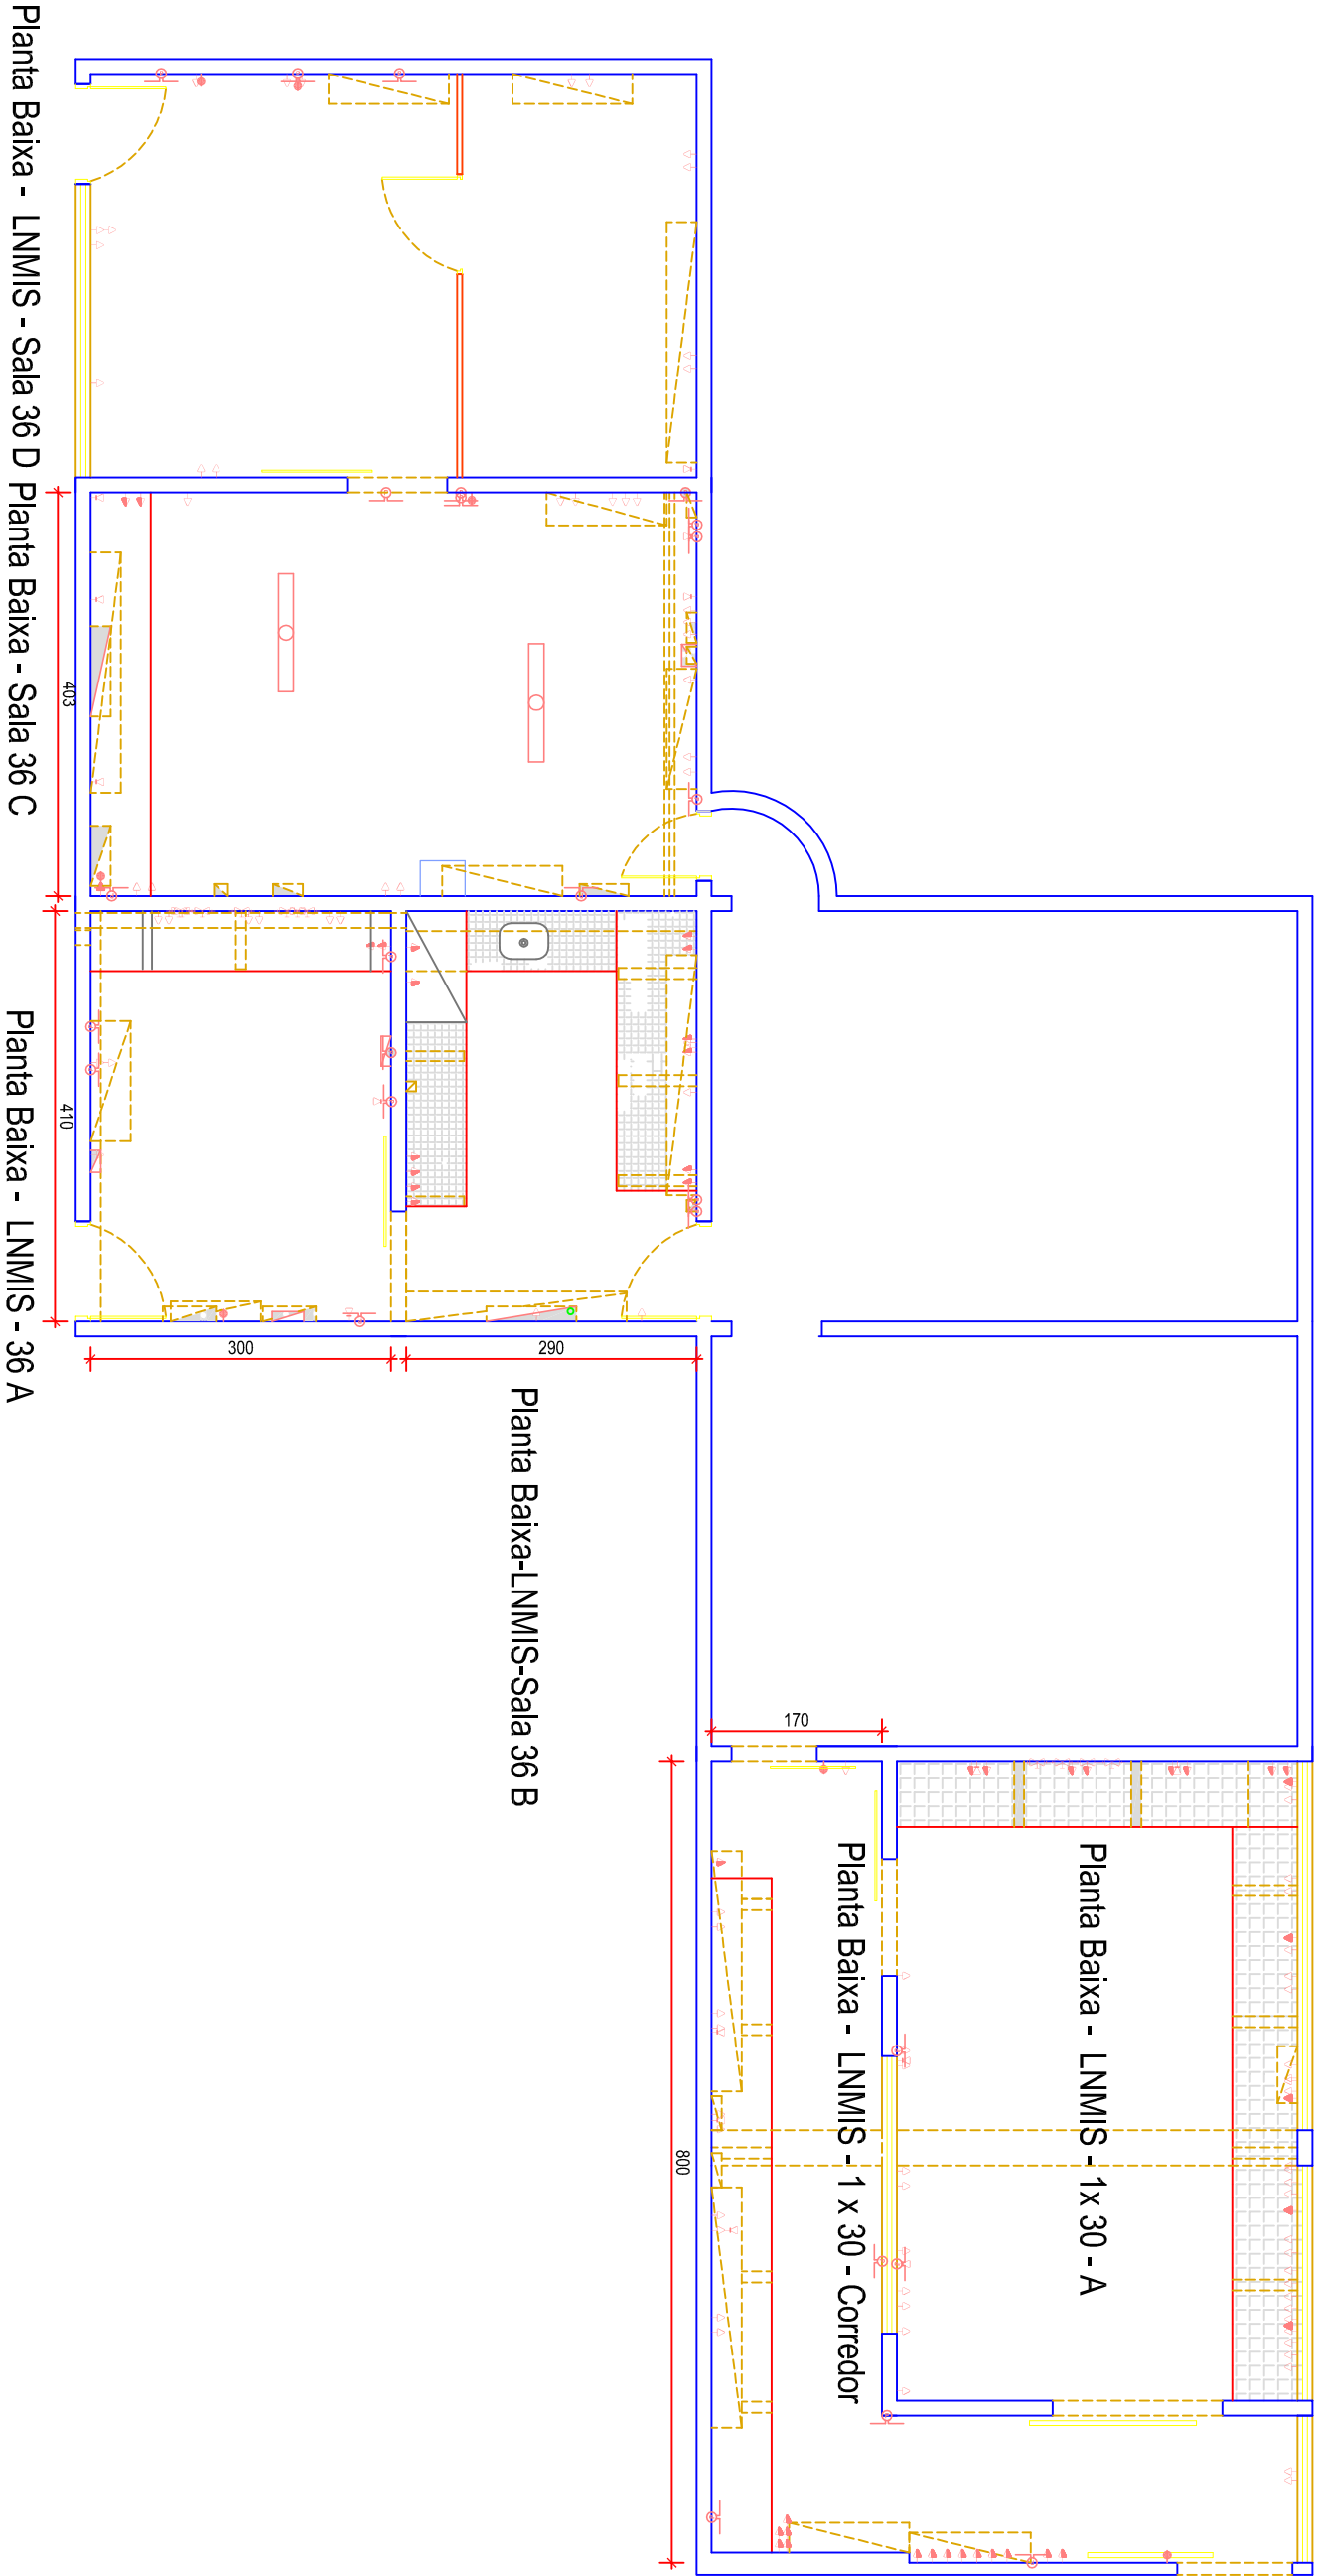 Planta Baixa - LNMIS - Sala 36 D
Planta Baixa - Sala 36 C
Planta Baixa - LNMIS - 36 A
Planta Baixa-LNMIS-Sala 36 B
Planta Baixa - LNMIS - 1 x 30 - Corredor
Planta Baixa - LNMIS - 1x 30 - A
403
410
300
290
170
800